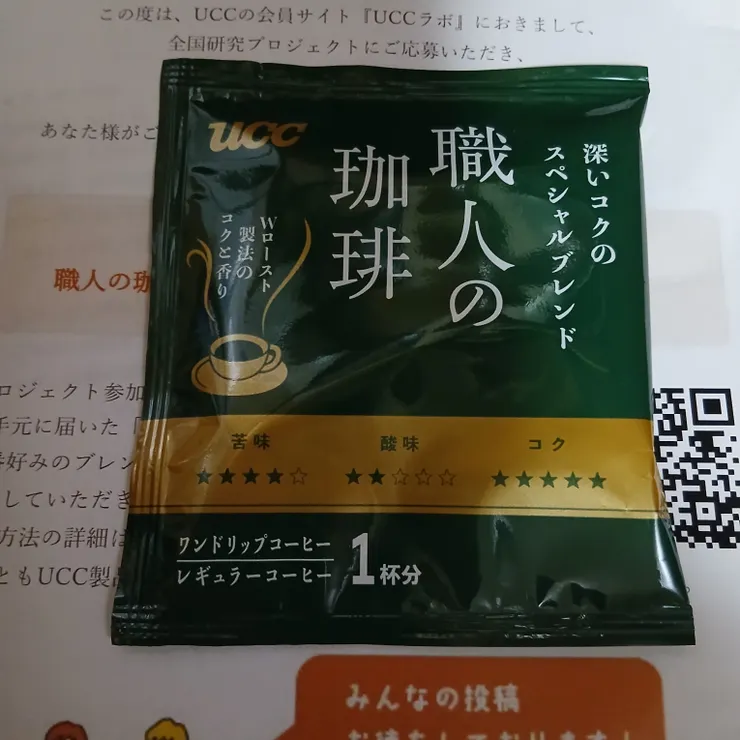 この度は、UCCの会員サイト『UCCラボ』におきまして、
全国研究プロジェクトにご応募いただき、
あなた様がご
職人の珈
ロジェクト参加
手元に届いた「
好みのブレン
していただき
方法の詳細は
ともUCC製品
ucc
深いコクの
スペシャルブレンド
職人の
珈琲
Wロースト
製法の
コクと香り
苦味
酸味
コク
★★★★☆
★★☆☆☆
★★★★★
ワンドリップコーヒー
レギュラーコーヒー
1杯分
みんなの投稿